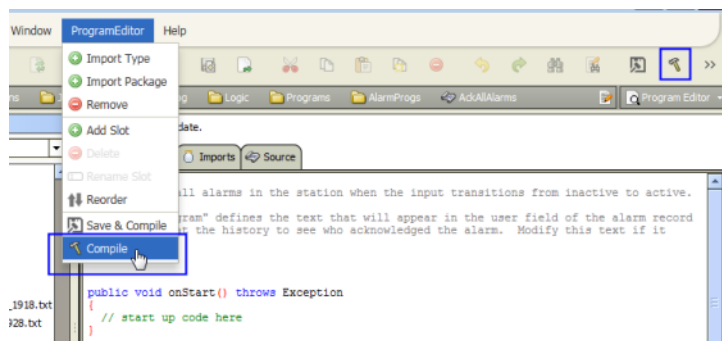 Window ProgramEditor Help
Import Type
Import Package
Remove
Add Slot
Delete
Rename Slot
Reorder
Save & Compile
Compile
Logic Programs AlarmProgs AckAllAlarms Program Editor
date.
Imports Source
all alarms in the station when the input transitions from inactive to active.
gram" defines the text that will appear in the user field of the alarm record
the history to see who acknowledged the alarm. Modify this text if it
public void onStart() throws Exception
{
// start up code here
}
_1918.txt
928.txt